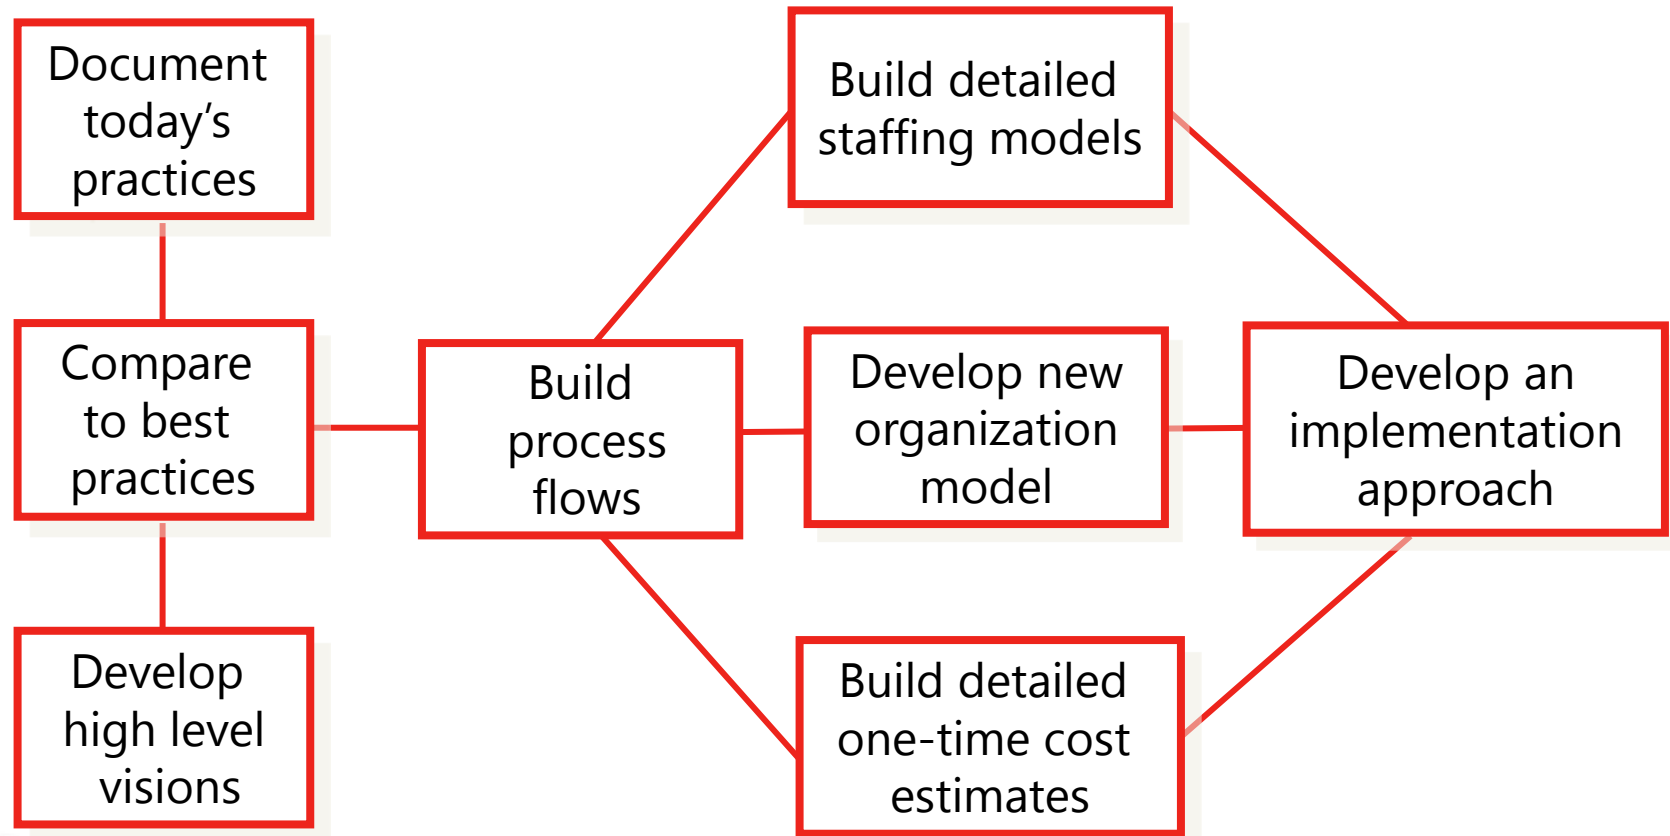 Document
today’s
practices
Compare
to best
practices
Develop
high level
visions
Build
process
flows
Build detailed
staffing models
Develop new
organization
model
Build detailed
one-time cost
estimates
Develop an
implementation
approach